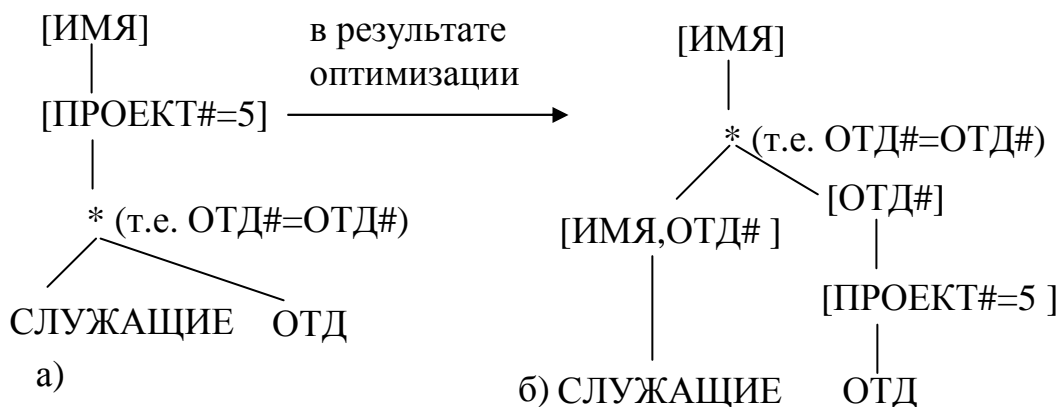 [ИМЯ]
[ПРОЕКТ#=5]
* (т.е. ОТД#=ОТД#)
СЛУЖАЩИЕ ОТД
а)
в результате
оптимизации
[ИМЯ]
* (т.е. ОТД#=ОТД#)
[ОТД#]
[ИМЯ,ОТД# ]
[ПРОЕКТ#=5 ]
б) СЛУЖАЩИЕ ОТД